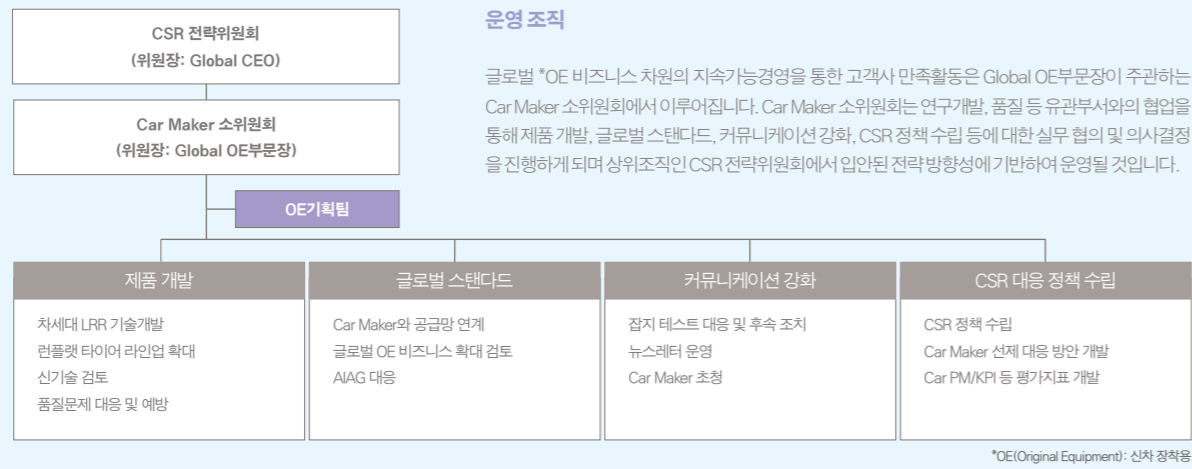 CSR 전략위원회
(위원장: Global CEO)
Car Maker 소위원회
(위원장: Global OE부문장)
OE기획팀
운영 조직
글로벌 *OE 비즈니스 차원의 지속가능경영을 통한 고객사 만족활동은 Global OE부문장이 주관하는
Car Maker 소위원회에서 이루어집니다. Car Maker 소위원회는 연구개발, 품질 등 유관부서와의 협업을
통해 제품 개발, 글로벌 스탠다드, 커뮤니케이션 강화, CSR 정책 수립 등에 대한 실무 협의 및 의사결정
을 진행하게 되며 상위조직인 CSR 전략위원회에서 입안된 전략 방향성에 기반하여 운영될 것입니다.
제품 개발
차세대 LRR 기술개발
런플랫 타이어 라인업 확대
신기술 검토
품질문제 대응 및 예방
글로벌 스탠다드
Car Maker와 공급망 연계
글로벌 OE 비즈니스 확대 검토
AIAG 대응
커뮤니케이션 강화
잡지 테스트 대응 및 후속 조치
뉴스레터 운영
Car Maker 초청
CSR 대응 정책 수립
CSR 정책 수립
Car Maker 선제 대응 방안 개발
Car PM/KPI 등 평가지표 개발
*OE(Original Equipment): 신차 장착용